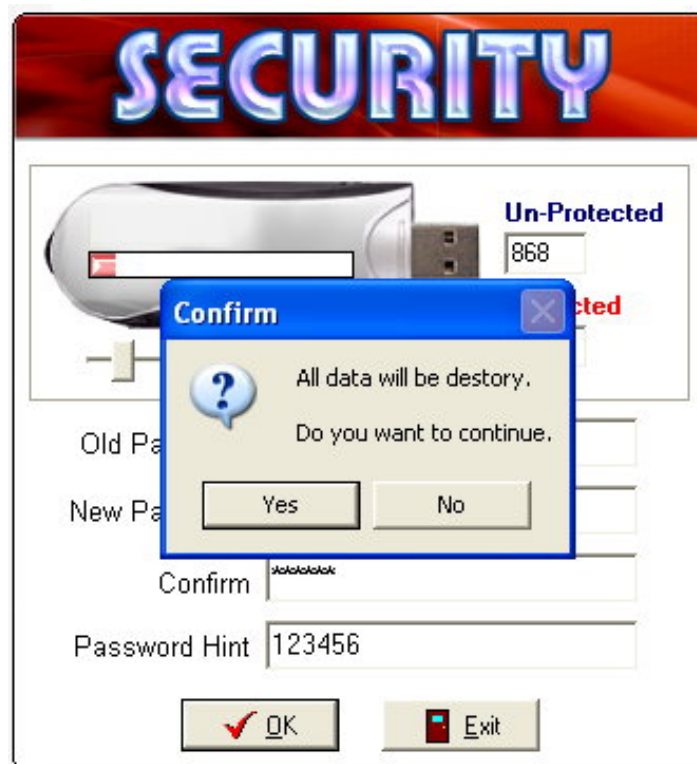 SECURITY
Un-Protected
868
Confirm
cted
All data will be destory.
Do you want to continue.
Old Pa
Yes
No
New Pa
Confirm
*******
Password Hint
123456
OK
Exit